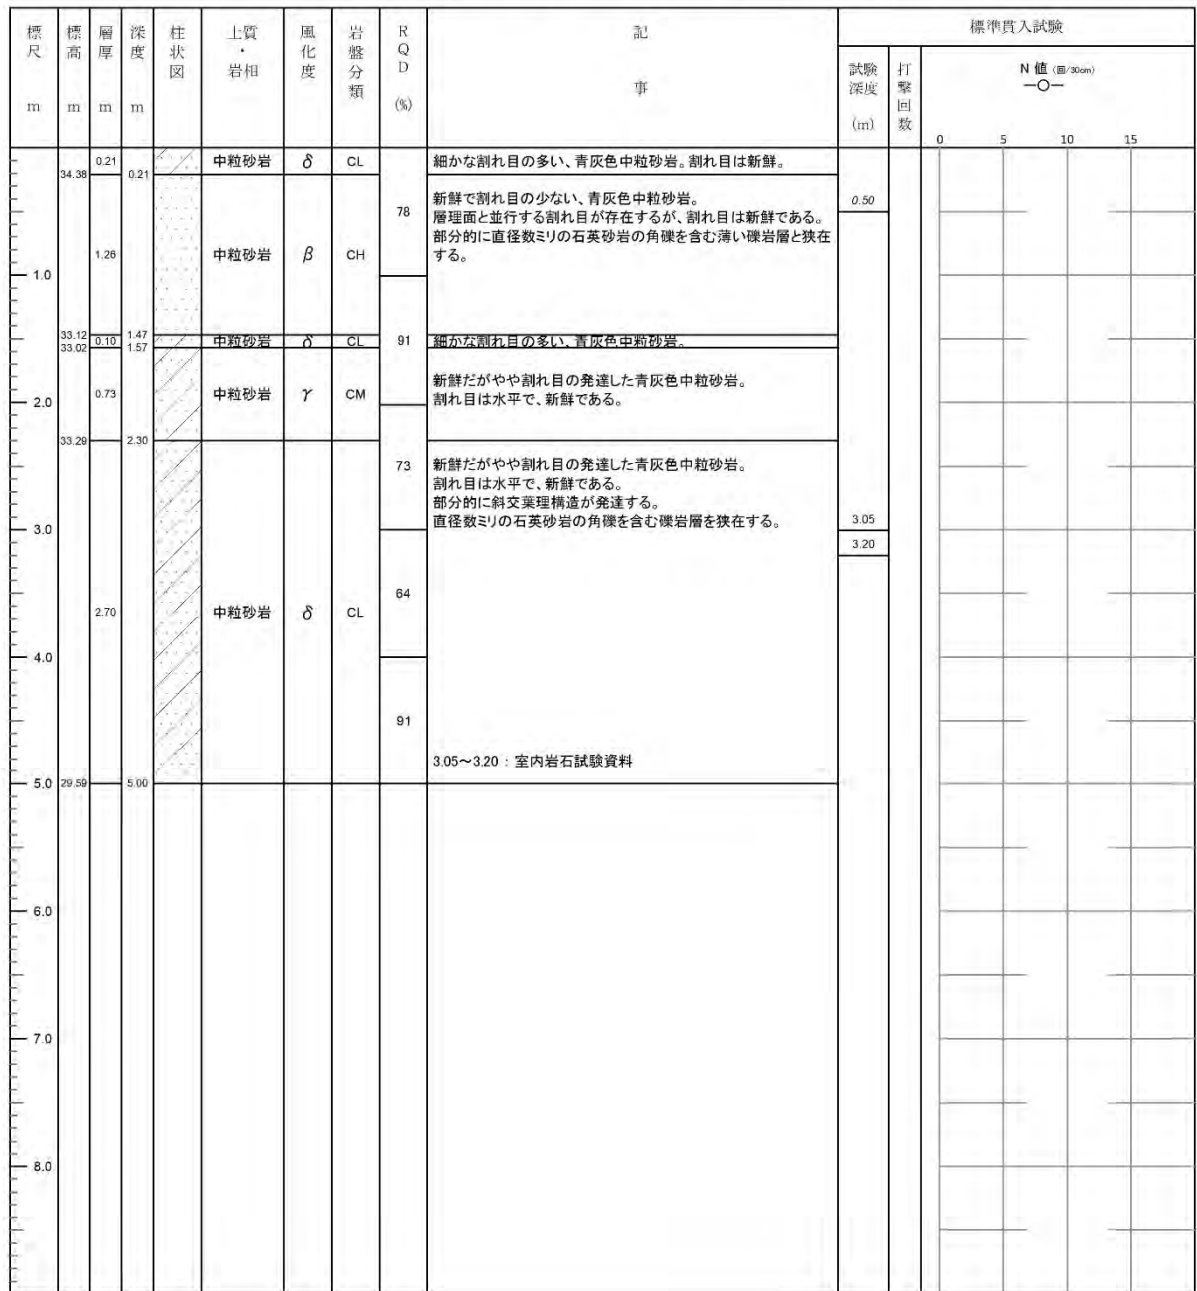 標尺 m
標高 m
層厚 m
深度 m
柱状図
土質・岩相
風化度
岩盤分類
RQD (%)
記事
標準貫入試験
試験深度 (m)
打撃回数
N 値 (回/30cm)
0 5 10 15
0.21 中粒砂岩 δ CL 細かな割れ目の多い、青灰色中粒砂岩。割れ目は新鮮。
34.38 0.21
新鮮で割れ目の少ない、青灰色中粒砂岩。
78 0.50
層理面と並行する割れ目が存在するが、割れ目は新鮮である。
部分的に直径数ミリの石英砂岩の角礫を含む薄い礫岩層と狭在
1.26 中粒砂岩 β CH する。
1.0
33.12 1.47
0.10 中粒砂岩 δ CL 91 細かな割れ目の多い、青灰色中粒砂岩。
33.02 1.57
新鮮だがやや割れ目の発達した青灰色中粒砂岩。
0.73 中粒砂岩 γ CM
割れ目は水平で、新鮮である。
2.0
33.29 2.30
73 新鮮だがやや割れ目の発達した青灰色中粒砂岩。
割れ目は水平で、新鮮である。
部分的に斜交葉理構造が発達する。
直径数ミリの石英砂岩の角礫を含む礫岩層を狭在する。
3.05
3.0
3.20
64
2.70 中粒砂岩 δ CL
4.0
91
3.05~3.20 : 室内岩石試験資料
5.0 29.59 5.00
6.0
7.0
8.0